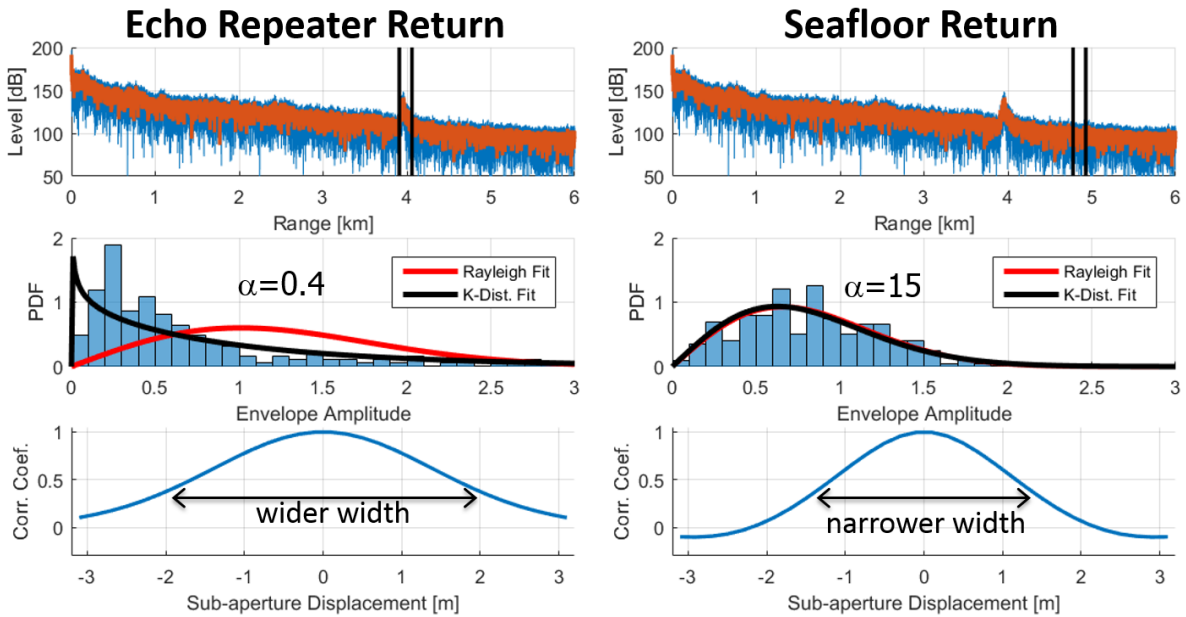 Echo Repeater Return
Level [dB]
200
150
100
50
0 1 2 3 4 5 6
Range [km]
PDF
2
1
0
α=0.4
Rayleigh Fit
K-Dist. Fit
0 0.5 1 1.5 2 2.5 3
Envelope Amplitude
Corr. Coef.
1
0.5
0
wider width
-3 -2 -1 0 1 2 3
Sub-aperture Displacement [m]
Seafloor Return
Level [dB]
200
150
100
50
0 1 2 3 4 5 6
Range [km]
PDF
2
1
0
α=15
Rayleigh Fit
K-Dist. Fit
0 0.5 1 1.5 2 2.5 3
Envelope Amplitude
Corr. Coef.
1
0.5
0
narrower width
-3 -2 -1 0 1 2 3
Sub-aperture Displacement [m]